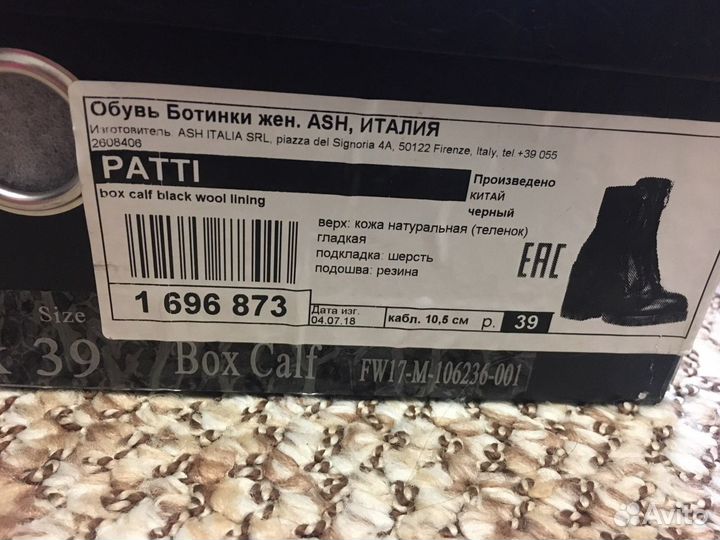 Обувь Ботинки жен. ASH, ИТАЛИЯ
Изготовитель ASH ITALIA SRL, piazza del Signoria 4A, 50122 Firenze, Italy, tel +39 055
2608406
PATTI
box calf black wool lining
Произведено
КИТАЙ
черный
верх: кожа натуральная (теленок)
гладкая
подкладка: шерсть
подошва: резина
EAC
1 696 873
Дата изг.
04.07.18
кабл. 10,5 см
р. 39
Size
39
Box Calf
FW17-M-106236-001
Avito